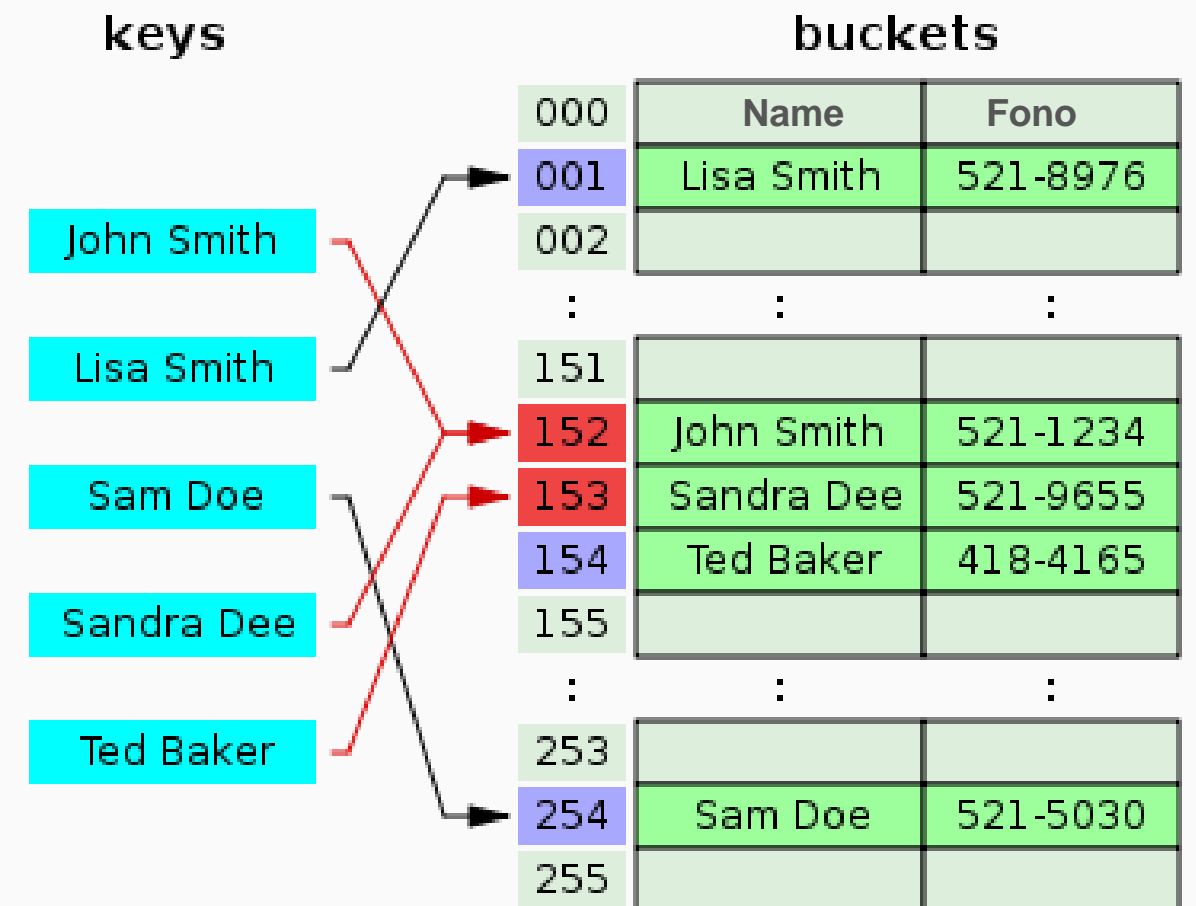 keys buckets
000 Name Fono
001 Lisa Smith 521-8976
John Smith 002
: : :
Lisa Smith 151
152 John Smith 521-1234
Sam Doe 153 Sandra Dee 521-9655
154 Ted Baker 418-4165
Sandra Dee 155
: : :
Ted Baker 253
254 Sam Doe 521-5030
255